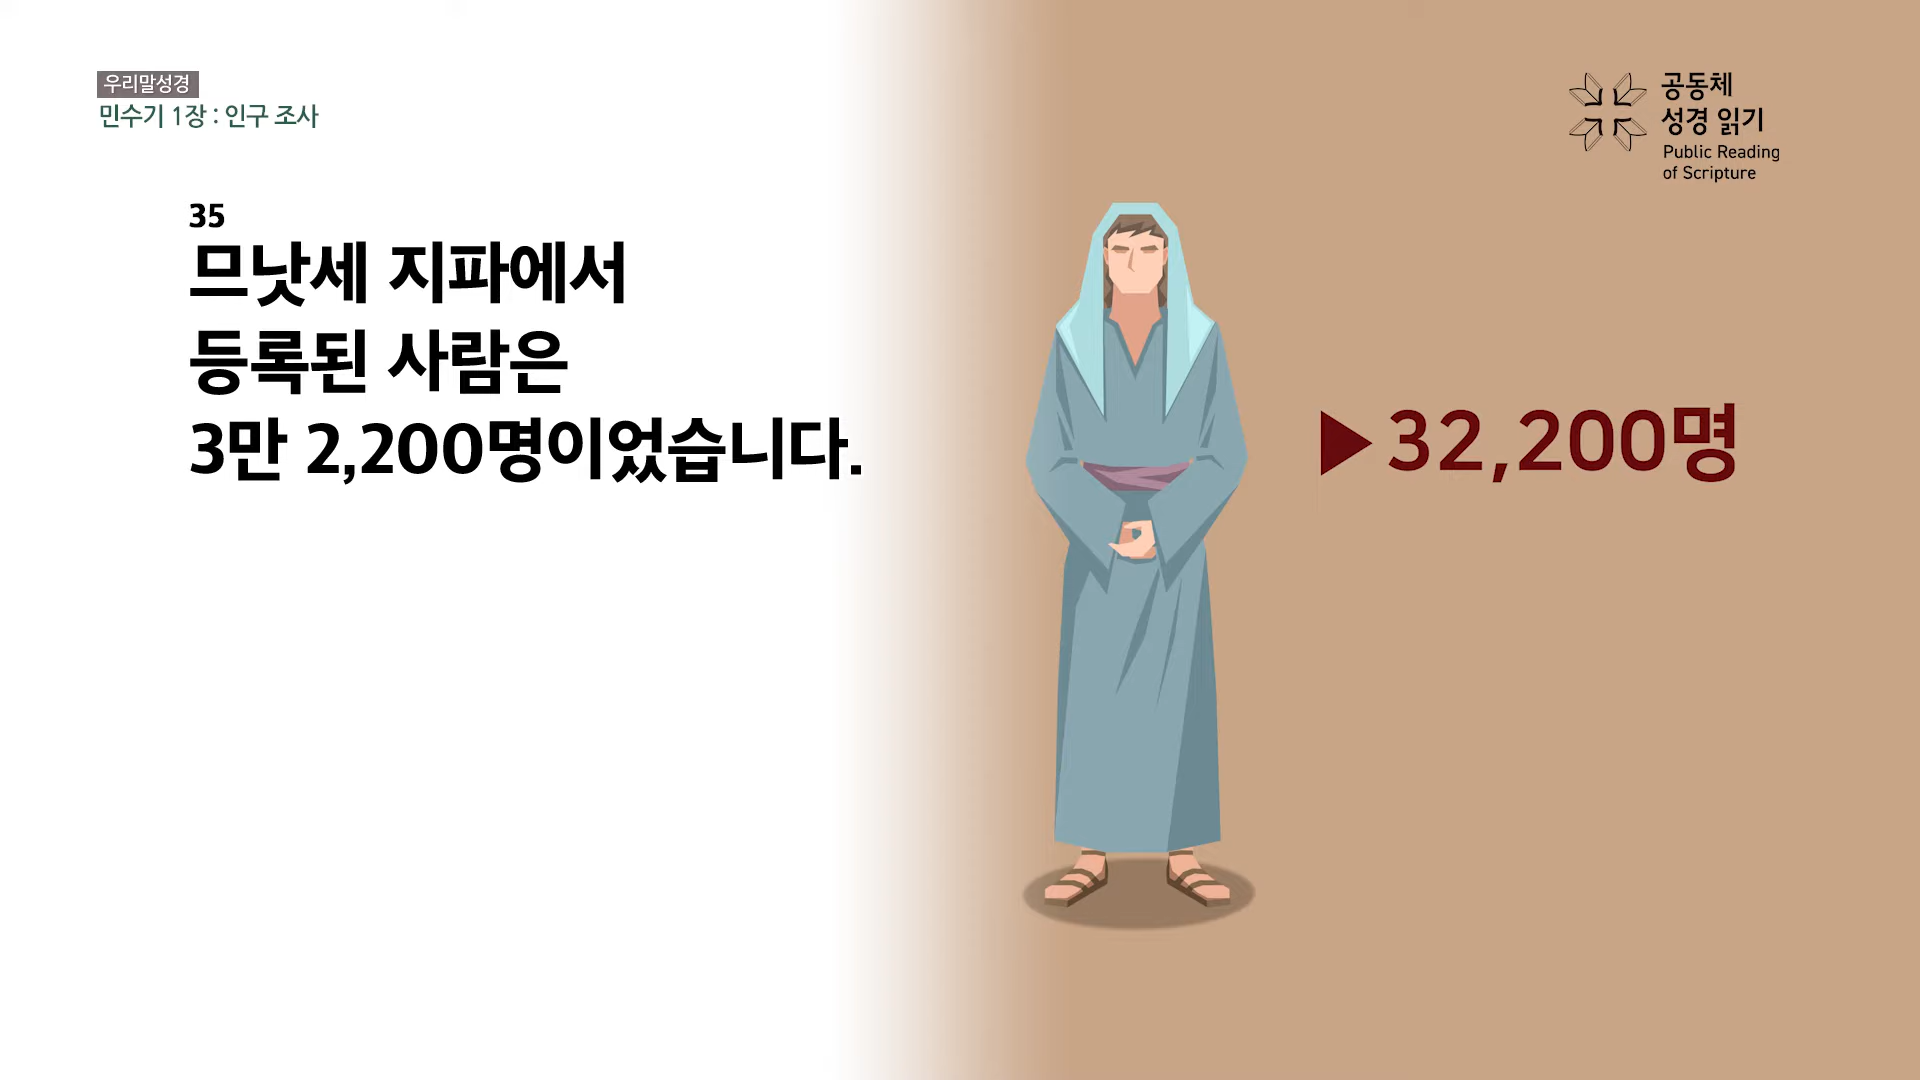 우리말성경
민수기 1장 : 인구 조사
공동체
성경 읽기
Public Reading
of Scripture
35
므낫세 지파에서
등록된 사람은
3만 2,200명이었습니다.
▶32,200명